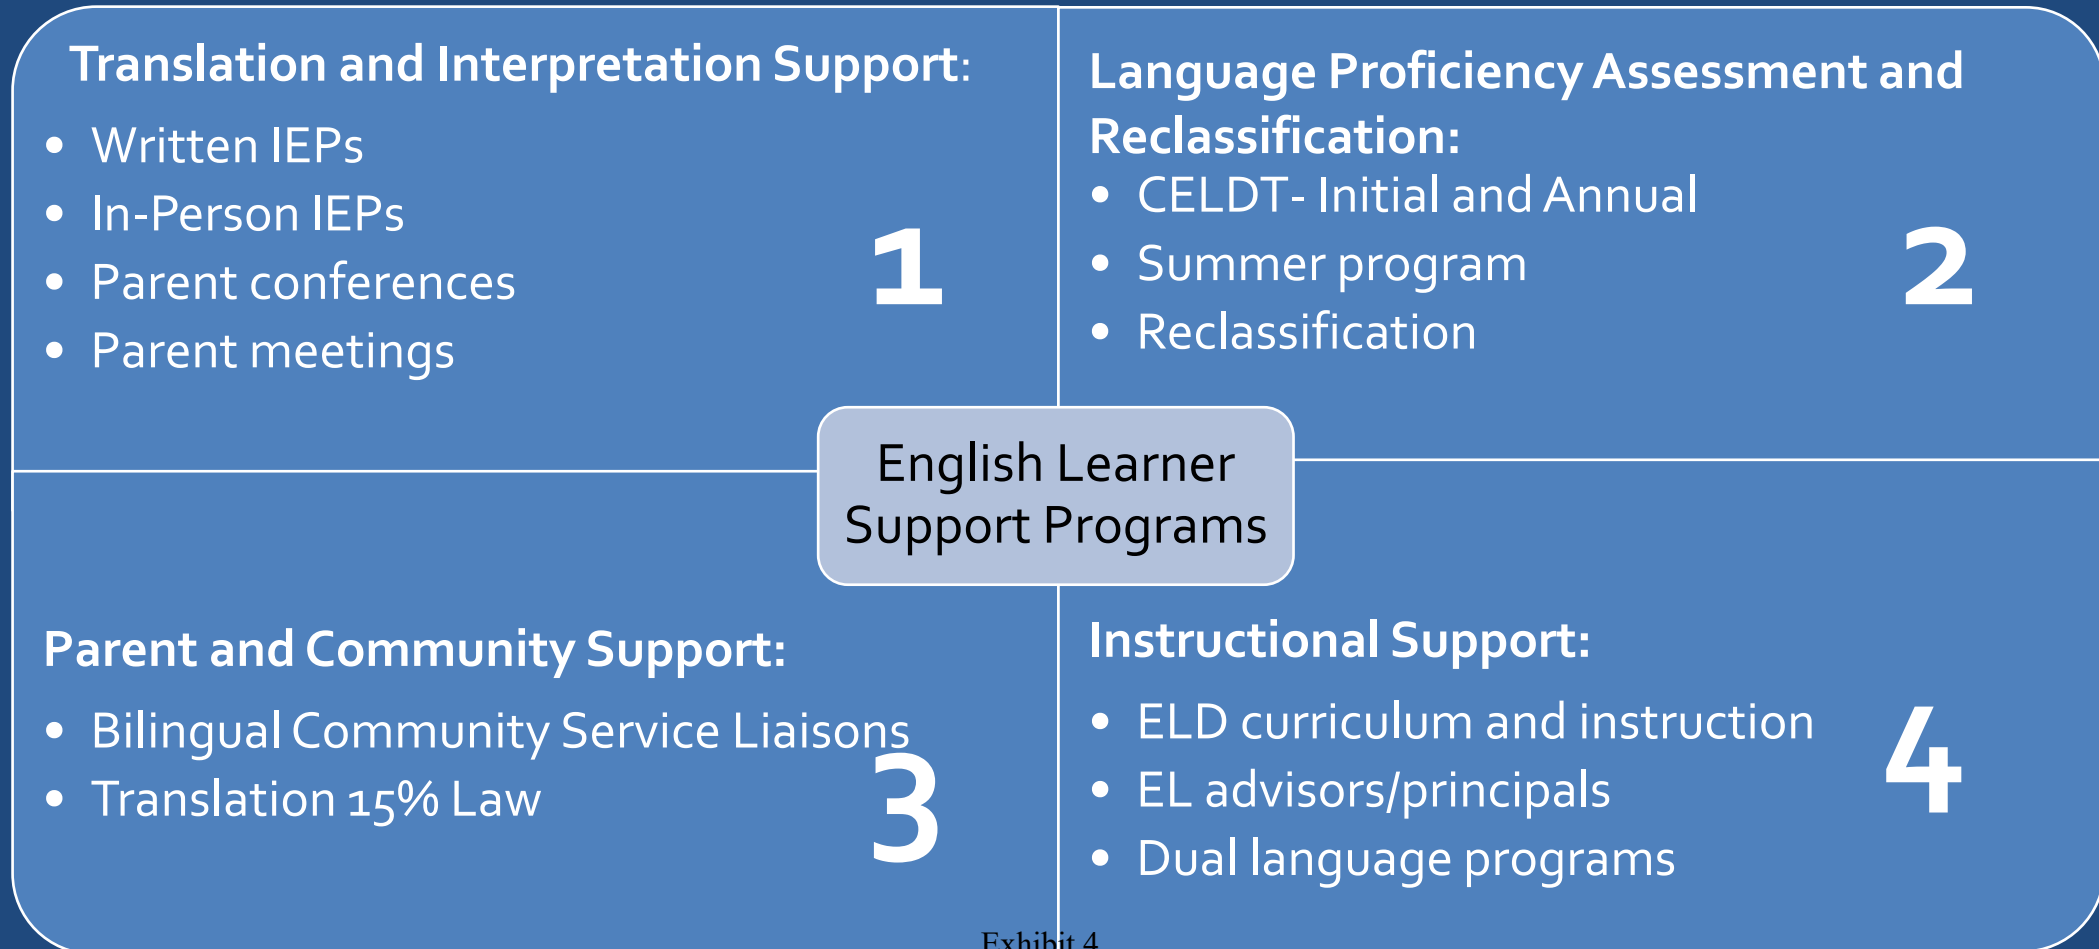 Translation and Interpretation Support:
• Written IEPs
• In-Person IEPs
• Parent conferences
• Parent meetings
1
Language Proficiency Assessment and
Reclassification:
• CELDT- Initial and Annual
• Summer program
• Reclassification
2
English Learner
Support Programs
Parent and Community Support:
• Bilingual Community Service Liaisons
• Translation 15% Law
3
Instructional Support:
• ELD curriculum and instruction
• EL advisors/principals
• Dual language programs
4
Exhibit 4